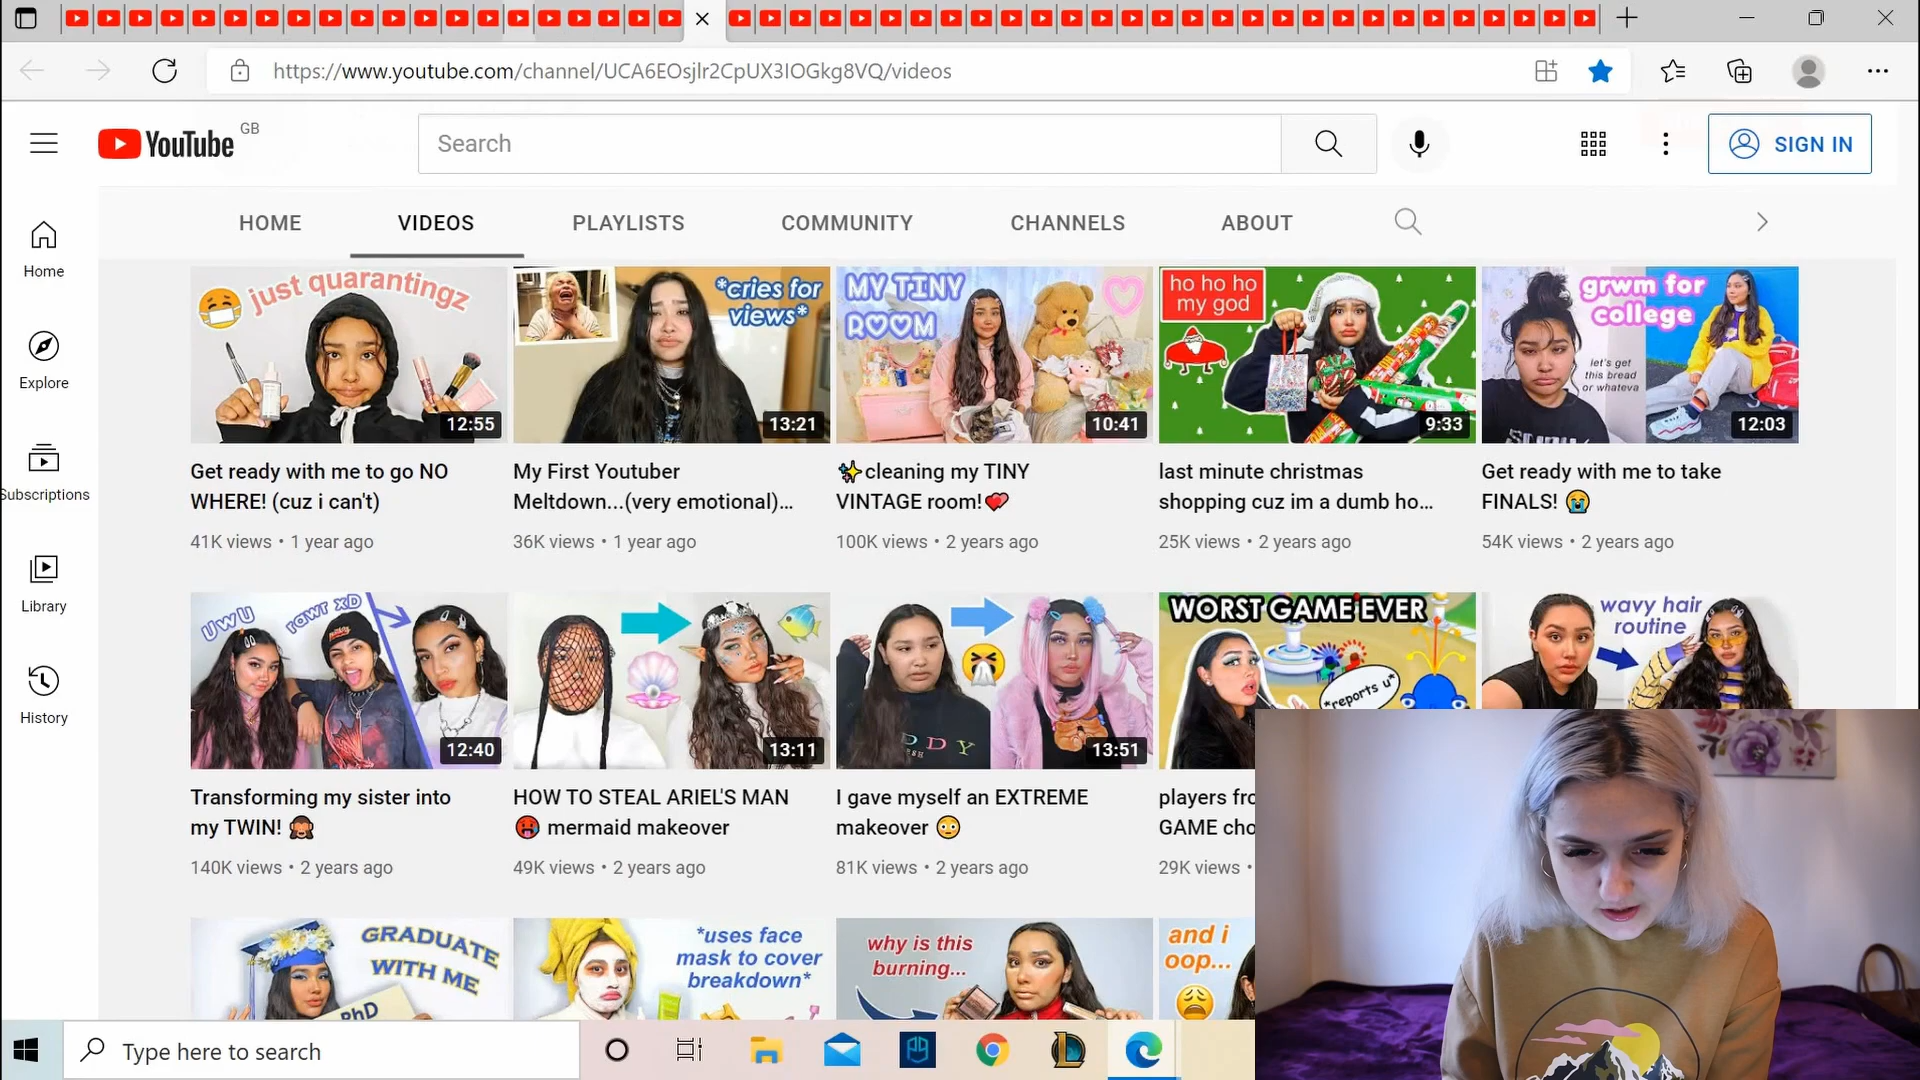 https://www.youtube.com/channel/UCA6EOsjlr2CpUX3IOGkg8VQ/videos
YouTube GB
Search
SIGN IN
HOME VIDEOS PLAYLISTS COMMUNITY CHANNELS ABOUT
Home
Explore
Subscriptions
Library
History
just quarantingz
12:55
Get ready with me to go NO
WHERE! (cuz i can't)
41K views • 1 year ago
*cries for
views*
13:21
My First Youtuber
Meltdown...(very emotional)...
36K views • 1 year ago
MY TINY
ROOM
10:41
✨cleaning my TINY
VINTAGE room!💕
100K views • 2 years ago
ho ho ho
my god
9:33
last minute christmas
shopping cuz im a dumb ho...
25K views • 2 years ago
grwm for
college
let's get
this bread
or whateva
12:03
Get ready with me to take
FINALS! 😭
54K views • 2 years ago
UwU
rawr xD
12:40
Transforming my sister into
my TWIN! 🙈
140K views • 2 years ago
13:11
HOW TO STEAL ARIEL'S MAN
🥵 mermaid makeover
49K views • 2 years ago
DDY
13:51
I gave myself an EXTREME
makeover 😳
81K views • 2 years ago
WORST GAME EVER
*reports u*
players fro
GAME cho
29K views •
wavy hair
routine
GRADUATE
WITH ME
PhD
*uses face
mask to cover
breakdown*
why is this
burning...
and i
oop...
Type here to search